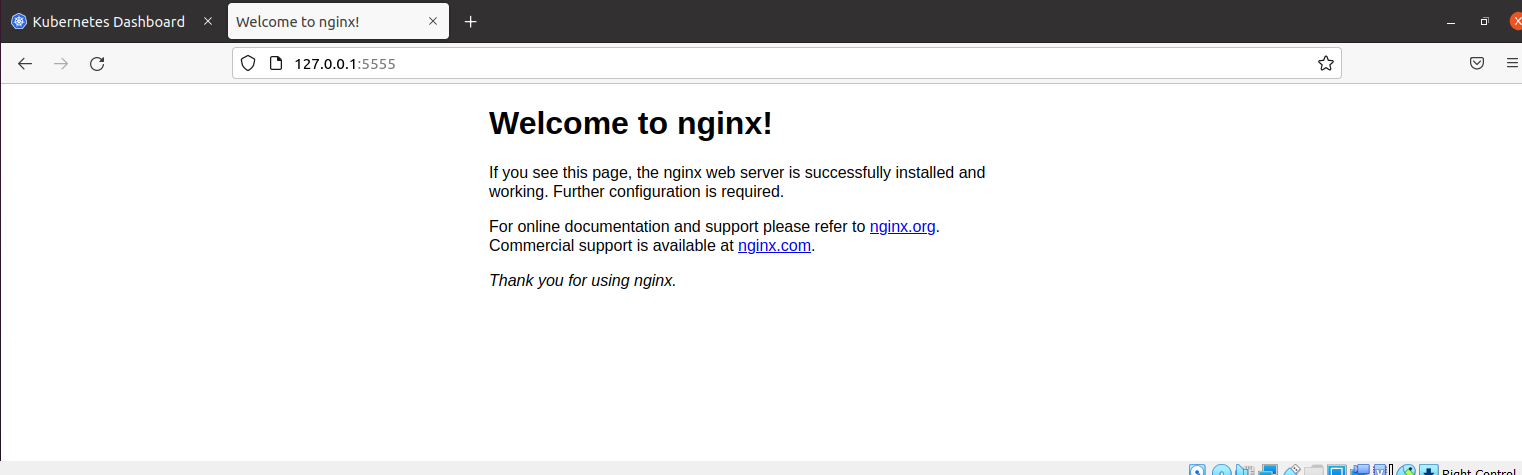 Kubernetes Dashboard
Welcome to nginx!
127.0.0.1:5555
Welcome to nginx!
If you see this page, the nginx web server is successfully installed and
working. Further configuration is required.
For online documentation and support please refer to nginx.org.
Commercial support is available at nginx.com.
Thank you for using nginx.
Right Control